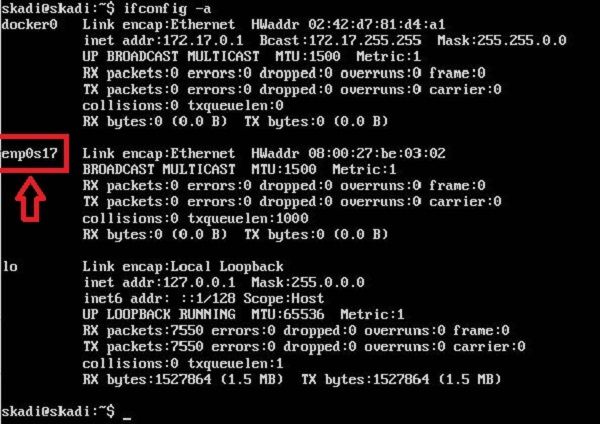 skadi@skadi:~$ ifconfig -a
docker0 Link encap:Ethernet HWaddr 02:42:d7:81:d4:a1
inet addr:172.17.0.1 Bcast:172.17.255.255 Mask:255.255.0.0
UP BROADCAST MULTICAST MTU:1500 Metric:1
RX packets:0 errors:0 dropped:0 overruns:0 frame:0
TX packets:0 errors:0 dropped:0 overruns:0 carrier:0
collisions:0 txqueuelen:0
RX bytes:0 (0.0 B) TX bytes:0 (0.0 B)
enp0s17 Link encap:Ethernet HWaddr 08:00:27:be:03:02
BROADCAST MULTICAST MTU:1500 Metric:1
RX packets:0 errors:0 dropped:0 overruns:0 frame:0
TX packets:0 errors:0 dropped:0 overruns:0 carrier:0
collisions:0 txqueuelen:1000
RX bytes:0 (0.0 B) TX bytes:0 (0.0 B)
lo Link encap:Local Loopback
inet addr:127.0.0.1 Mask:255.0.0.0
inet6 addr: ::1/128 Scope:Host
UP LOOPBACK RUNNING MTU:65536 Metric:1
RX packets:7550 errors:0 dropped:0 overruns:0 frame:0
TX packets:7550 errors:0 dropped:0 overruns:0 carrier:0
collisions:0 txqueuelen:1
RX bytes:1527864 (1.5 MB) TX bytes:1527864 (1.5 MB)
skadi@skadi:~$ _